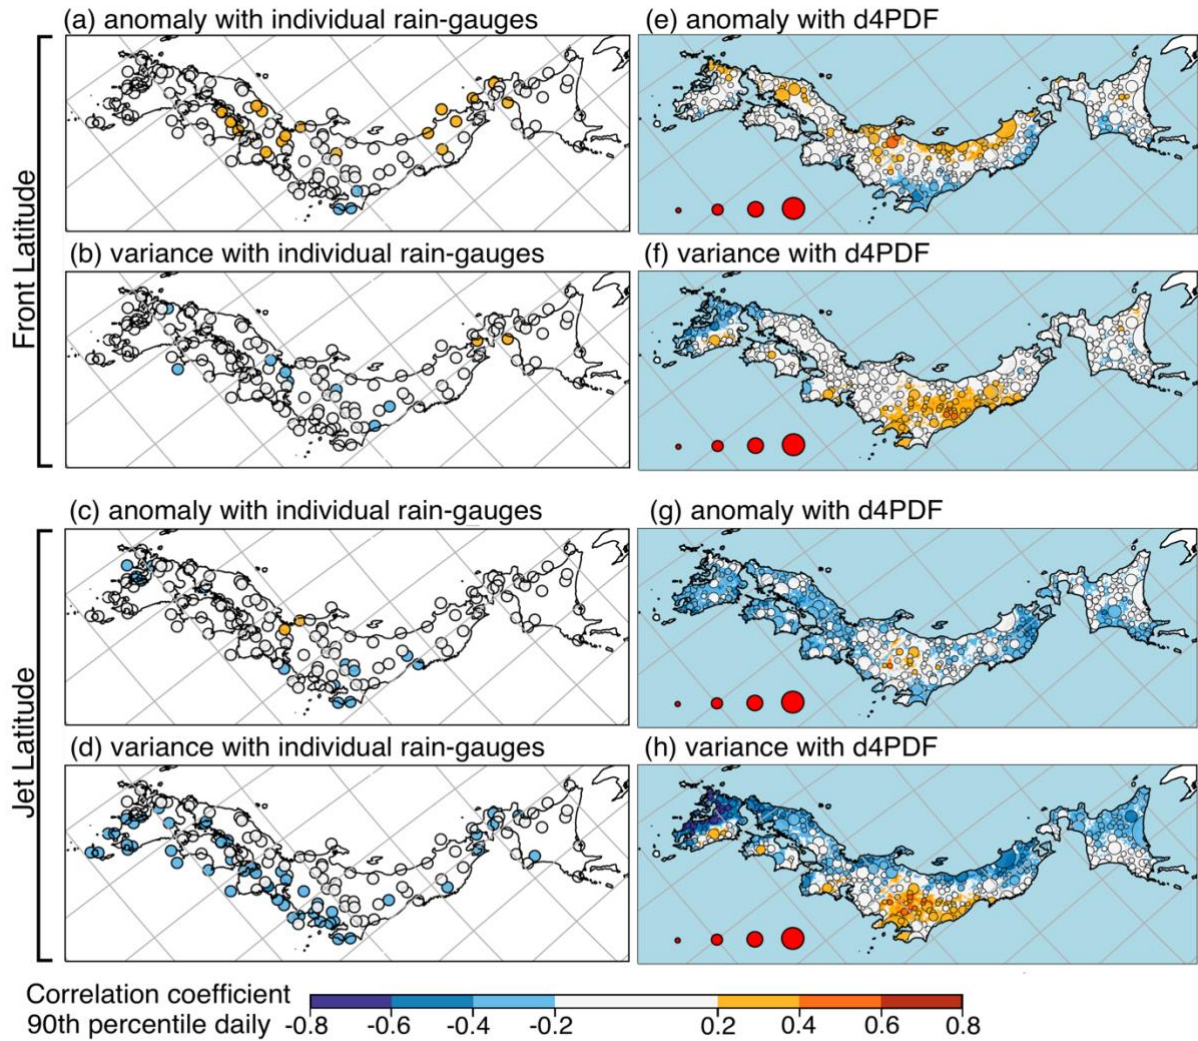 (a) anomaly with individual rain-gauges
(e) anomaly with d4PDF
Front Latitude
(b) variance with individual rain-gauges
(f) variance with d4PDF
(c) anomaly with individual rain-gauges
(g) anomaly with d4PDF
Jet Latitude
(d) variance with individual rain-gauges
(h) variance with d4PDF
Correlation coefficient
90th percentile daily
-0.8 -0.6 -0.4 -0.2 0.2 0.4 0.6 0.8